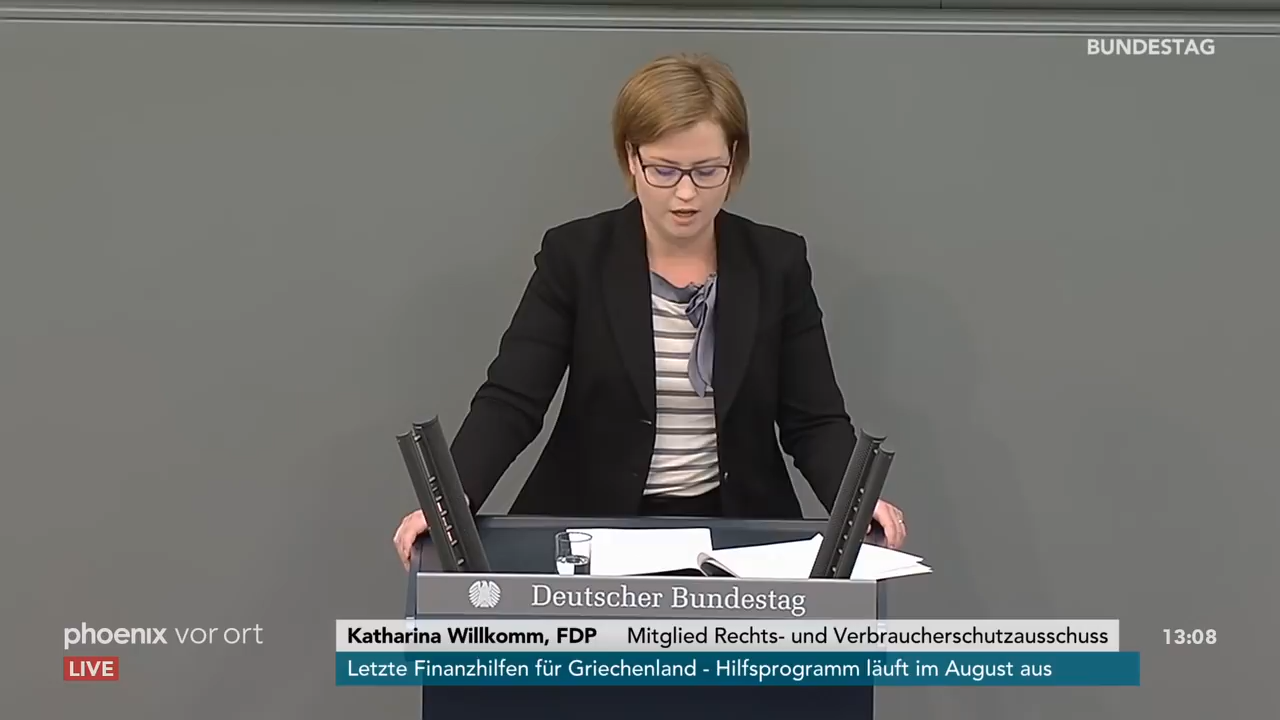 BUNDESTAG
Deutscher Bundestag
phoenix vor ort
Katharina Willkomm, FDP Mitglied Rechts- und Verbraucherschutzausschuss
13:08
LIVE
Letzte Finanzhilfen für Griechenland - Hilfsprogramm läuft im August aus